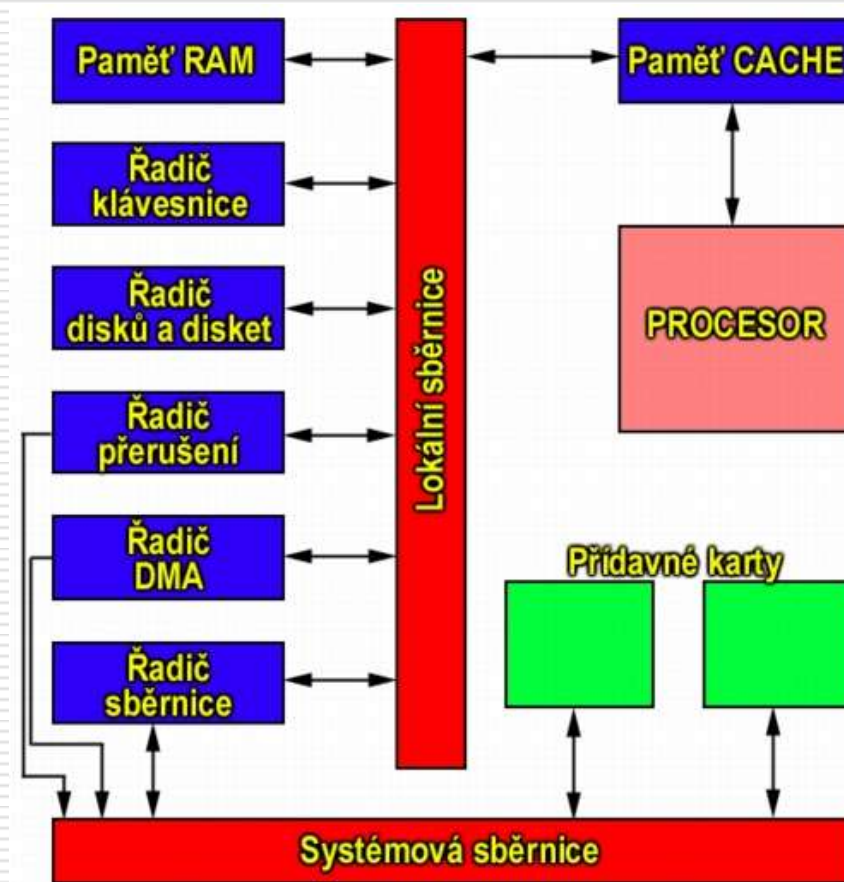 Paměť RAM
Paměť CACHE
Řadič
klávesnice
Řadič
disků a disket
PROCESOR
Lokální sběrnice
Řadič
přerušení
Řadič
DMA
Přídavné karty
Řadič
sběrnice
Systémová sběrnice